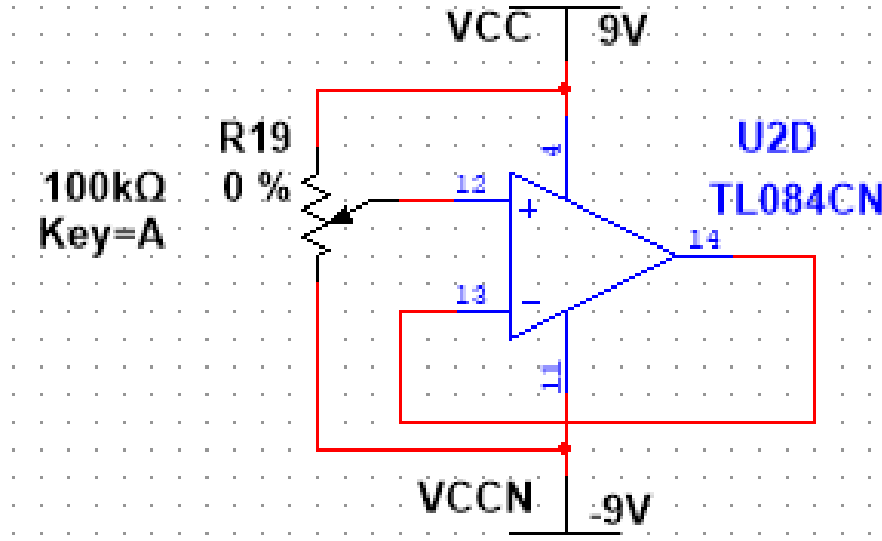 VCC 9V
R19
0 %
100kΩ
Key=A
4
U2D
TL084CN
12
+
14
13
−
11
VCCN -9V